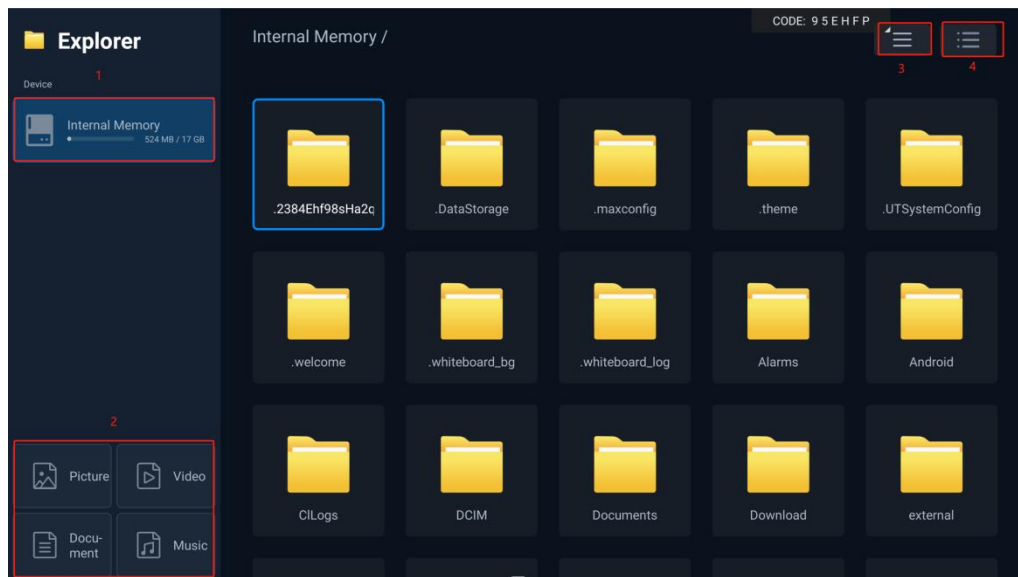 Explorer
Internal Memory /
CODE: 9 5 E H F P
3
4
Device
1
Internal Memory
524 MB / 17 GB
.2384Ehf98sHa2q
.DataStorage
.maxconfig
.theme
.UTSystemConfig
.welcome
.whiteboard_bg
.whiteboard_log
Alarms
Android
2
Picture
Video
Docu-
ment
Music
CILogs
DCIM
Documents
Download
external